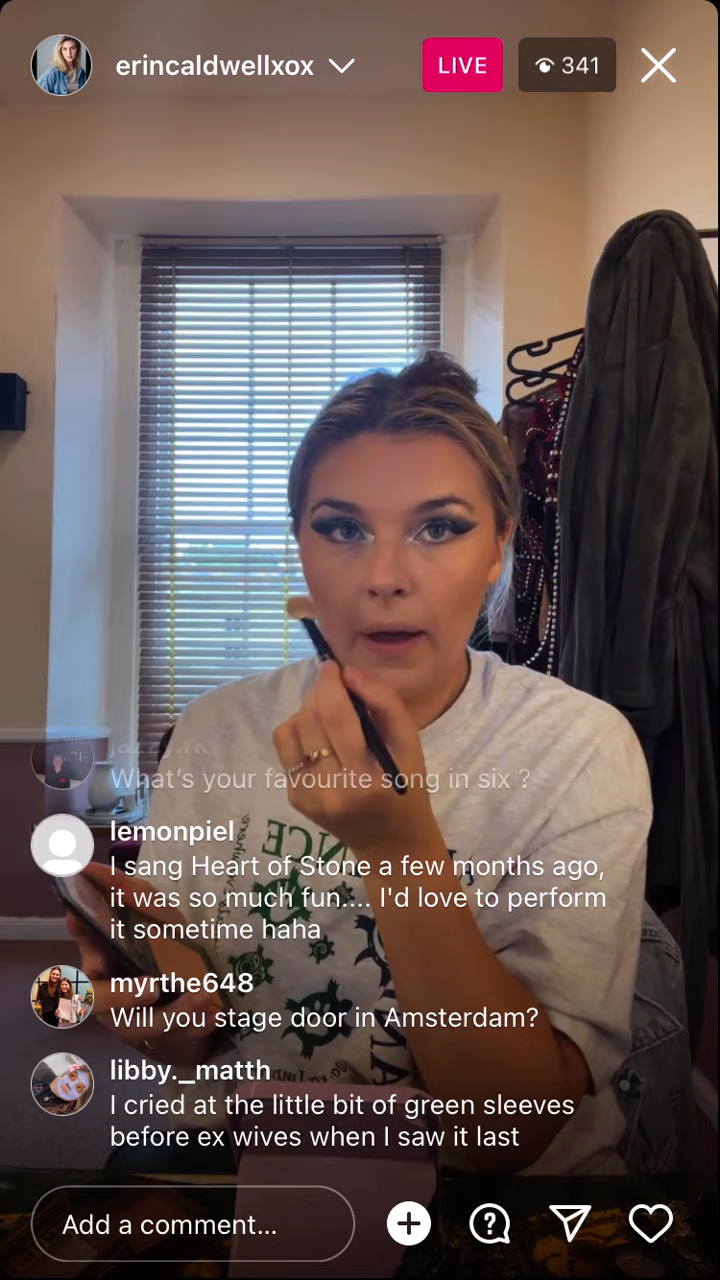 erincaldwellxox
LIVE
341
jazzy.rk
What's your favourite song in six ?
lemonpiel
I sang Heart of Stone a few months ago,
it was so much fun.... I'd love to perform
it sometime haha
myrthe648
Will you stage door in Amsterdam?
libby._matth
I cried at the little bit of green sleeves
before ex wives when I saw it last
Add a comment...